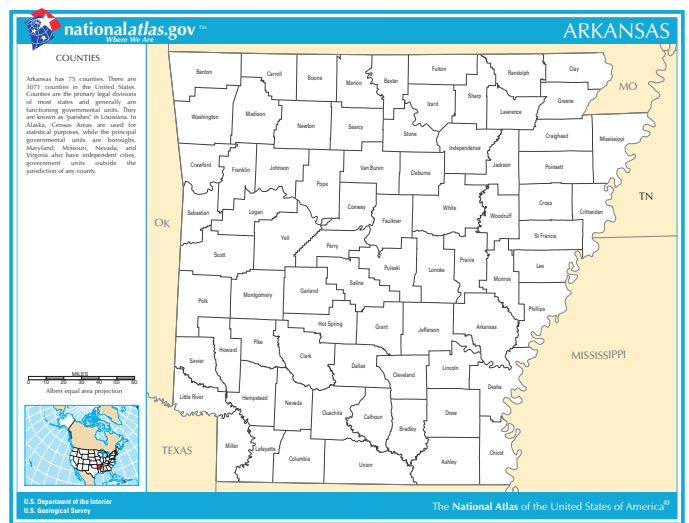 nationalatlas.gov ™
Where We Are
ARKANSAS
COUNTIES
Arkansas has 75 counties. There are
3071 counties in the United States.
Counties are the primary legal divisions
of most states and generally are
functioning governmental units. They
are known as "parishes" in Louisiana. In
Alaska, Census Areas are used for
statistical purposes, while the principal
governmental units are boroughs.
Maryland, Missouri, Nevada, and
Virginia also have independent cities,
government units outside the
jurisdiction of any county.
MO
TN
OK
MISSISSIPPI
TEXAS
Benton
Carroll
Boone
Marion
Baxter
Fulton
Randolph
Clay
Izard
Sharp
Lawrence
Greene
Washington
Madison
Newton
Searcy
Stone
Independence
Craighead
Mississippi
Crawford
Franklin
Johnson
Pope
Van Buren
Cleburne
Jackson
Poinsett
Sebastian
Logan
Conway
Faulkner
White
Woodruff
Cross
Crittenden
St Francis
Scott
Yell
Perry
Pulaski
Lonoke
Prairie
Monroe
Lee
Polk
Montgomery
Garland
Saline
Phillips
Hot Spring
Grant
Jefferson
Arkansas
Sevier
Howard
Pike
Clark
Dallas
Cleveland
Lincoln
Desha
Little River
Hempstead
Nevada
Ouachita
Calhoun
Bradley
Drew
Miller
Lafayette
Columbia
Union
Ashley
Chicot
MILES
0 10 20 30 40 50 60
Albers equal area projection
U.S. Department of the Interior
U.S. Geological Survey
The National Atlas of the United States of America®